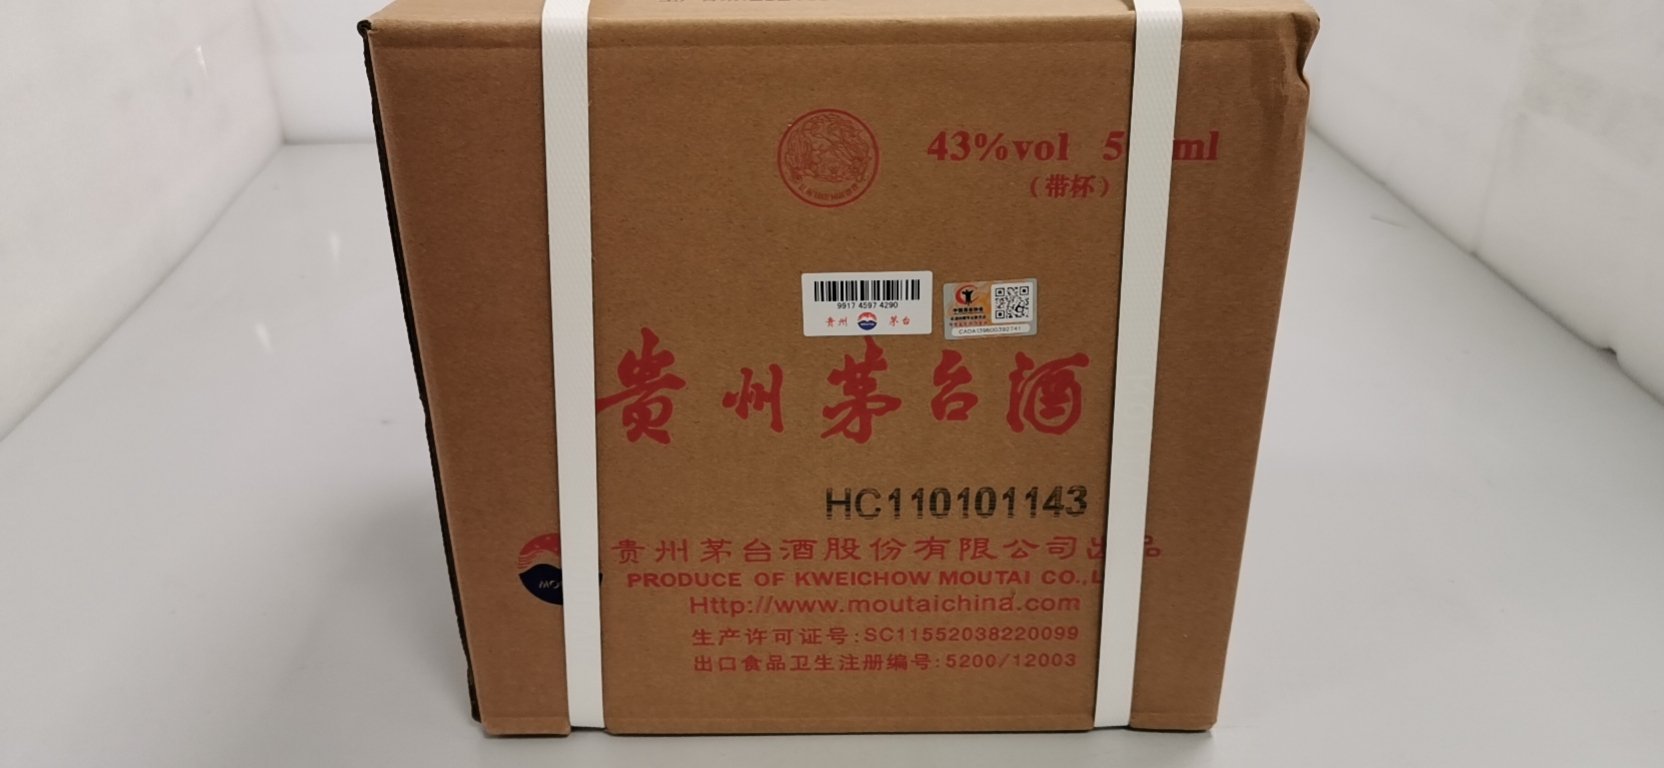 43%vol 5 ml
（带杯）
9917 4597 4290
贵州 茅台
贵州茅台酒
HC110101143
贵州茅台酒股份有限公司出品
PRODUCE OF KWEICHOW MOUTAI CO.,L
Http://www.moutaichina.com
生产许可证号:SC11552038220099
出口食品卫生注册编号:5200/12003